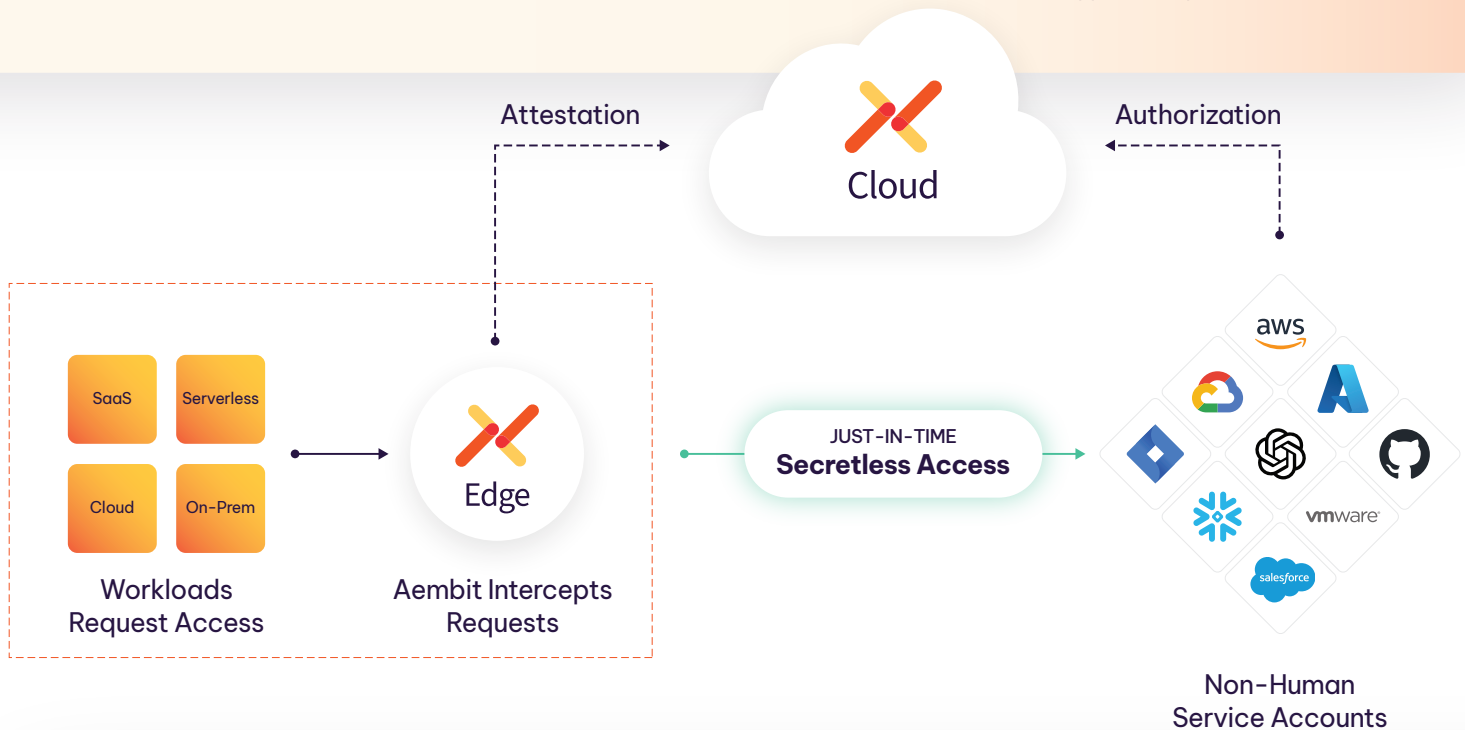 Attestation
Authorization
Cloud
aws
SaaS
Serverless
Cloud
On-Prem
Edge
JUST-IN-TIME
Secretless Access
vmware
salesforce
Workloads
Request Access
Aembit Intercepts
Requests
Non-Human
Service Accounts